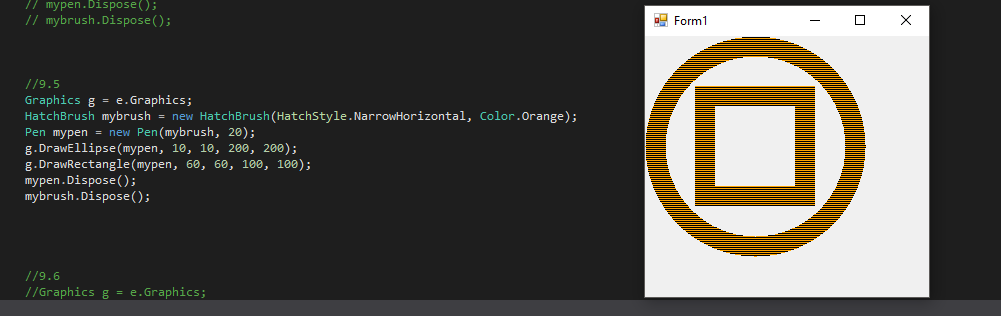 // mypen.Dispose();
// mybrush.Dispose();
Form1
//9.5
Graphics g = e.Graphics;
HatchBrush mybrush = new HatchBrush(HatchStyle.NarrowHorizontal, Color.Orange);
Pen mypen = new Pen(mybrush, 20);
g.DrawEllipse(mypen, 10, 10, 200, 200);
g.DrawRectangle(mypen, 60, 60, 100, 100);
mypen.Dispose();
mybrush.Dispose();
//9.6
//Graphics g = e.Graphics;